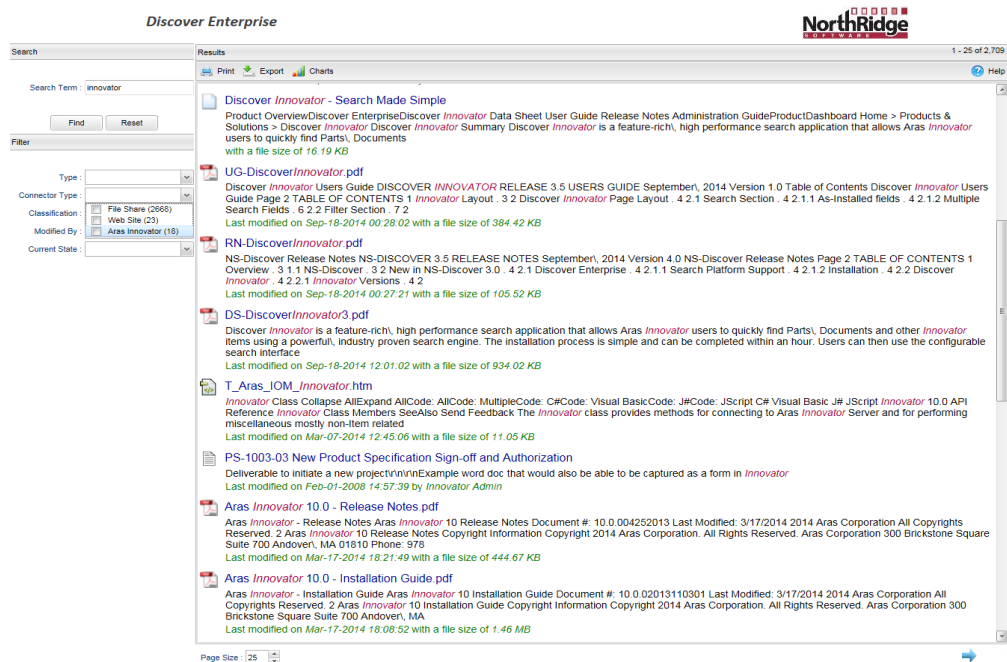 Discover Enterprise
NorthRidge
SOFTWARE
Search
Results
1 - 25 of 2,709
Print Export Charts
Help
Search Term :
innovator
Find
Reset
Filter
Type :
Connector Type :
Classification :
Modified By :
Current State :
File Share (2668)
Web Site (23)
Aras Innovator (18)
Discover Innovator - Search Made Simple
Product OverviewDiscover EnterpriseDiscover Innovator Data Sheet User Guide Release Notes Administration GuideProductDashboard Home > Products &
Solutions > Discover Innovator Discover Innovator Summary Discover Innovator is a feature-rich\, high performance search application that allows Aras Innovator
users to quickly find Parts\, Documents
with a file size of 16.19 KB
UG-DiscoverInnovator.pdf
Discover Innovator Users Guide DISCOVER INNOVATOR RELEASE 3.5 USERS GUIDE September\, 2014 Version 1.0 Table of Contents Discover Innovator Users
Guide Page 2 TABLE OF CONTENTS 1 Innovator Layout . 3 2 Discover Innovator Page Layout . 4 2.1 Search Section . 4 2.1.1 As-Installed fields . 4 2.1.2 Multiple
Search Fields . 6 2.2 Filter Section . 7 2
Last modified on Sep-18-2014 00:28:02 with a file size of 384.42 KB
RN-DiscoverInnovator.pdf
NS-Discover Release Notes NS-DISCOVER 3.5 RELEASE NOTES September\, 2014 Version 4.0 NS-Discover Release Notes Page 2 TABLE OF CONTENTS 1
Overview . 3 1.1 NS-Discover . 3 2 New in NS-Discover 3.0 . 4 2.1 Discover Enterprise . 4 2.1.1 Search Platform Support . 4 2.1.2 Installation . 4 2.2 Discover
Innovator . 4 2.2.1 Innovator Versions . 4 2
Last modified on Sep-18-2014 00:27:21 with a file size of 105.52 KB
DS-DiscoverInnovator3.pdf
Discover Innovator is a feature-rich\, high performance search application that allows Aras Innovator users to quickly find Parts\, Documents and other Innovator
items using a powerful\, industry proven search engine. The installation process is simple and can be completed within an hour. Users can then use the configurable
search interface
Last modified on Sep-18-2014 12:01:02 with a file size of 934.02 KB
T_Aras_IOM_Innovator.htm
Innovator Class Collapse AllExpand AllCode: AllCode: MultipleCode: C#Code: Visual BasicCode: J#Code: JScript C# Visual Basic J# JScript Innovator 10.0 API
Reference Innovator Class Members SeeAlso Send Feedback The Innovator class provides methods for connecting to Aras Innovator Server and for performing
miscellaneous mostly non-Item related
Last modified on Mar-07-2014 12:45:06 with a file size of 11.05 KB
PS-1003-03 New Product Specification Sign-off and Authorization
Deliverable to initiate a new project\r\n\r\nExample word doc that would also be able to be captured as a form in Innovator
Last modified on Feb-01-2008 14:57:39 by Innovator Admin
Aras Innovator 10.0 - Release Notes.pdf
Aras Innovator - Release Notes Aras Innovator 10 Release Notes Document #: 10.0.004252013 Last Modified: 3/17/2014 2014 Aras Corporation All Copyrights
Reserved. 2 Aras Innovator 10 Release Notes Copyright Information Copyright 2014 Aras Corporation. All Rights Reserved. Aras Corporation 300 Brickstone Square
Suite 700 Andover\, MA 01810 Phone: 978
Last modified on Mar-17-2014 18:21:49 with a file size of 444.67 KB
Aras Innovator 10.0 - Installation Guide.pdf
Aras Innovator - Installation Guide Aras Innovator 10 Installation Guide Document #: 10.0.02013110301 Last Modified: 3/17/2014 2014 Aras Corporation All
Copyrights Reserved. 2 Aras Innovator 10 Installation Guide Copyright Information Copyright 2014 Aras Corporation. All Rights Reserved. Aras Corporation 300
Brickstone Square Suite 700 Andover\, MA
Last modified on Mar-17-2014 18:08:52 with a file size of 1.46 MB
Page Size : 25